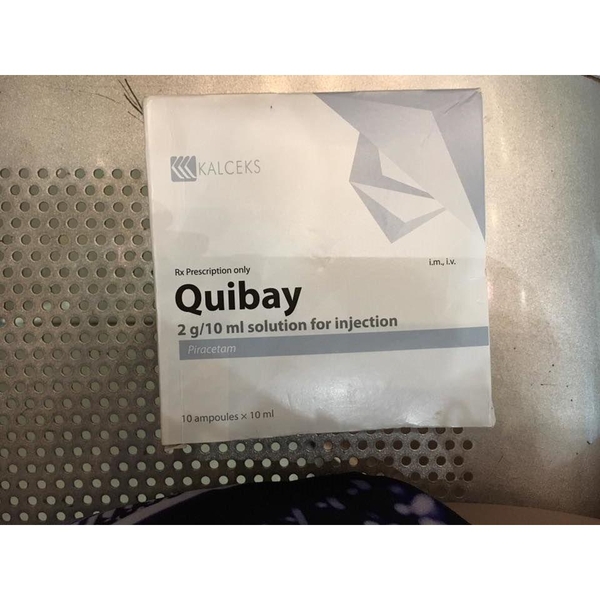 KALCEKS
i.m., i.v.
Rx Prescription only
Quibay
2 g/10 ml solution for injection
Piracetam
10 ampoules × 10 ml